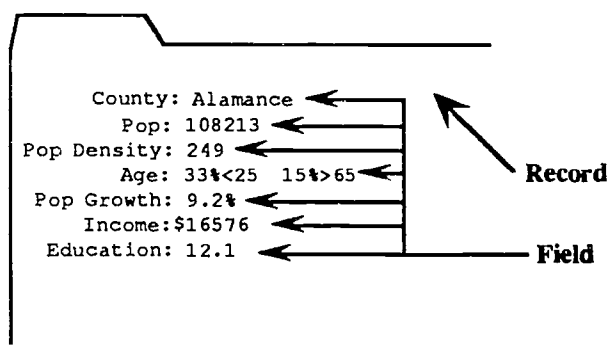 County: Alamance
Pop: 108213
Pop Density: 249
Age: 33%<25 15%>65
Record
Pop Growth: 9.2%
Income:$16576
Education: 12.1
Field